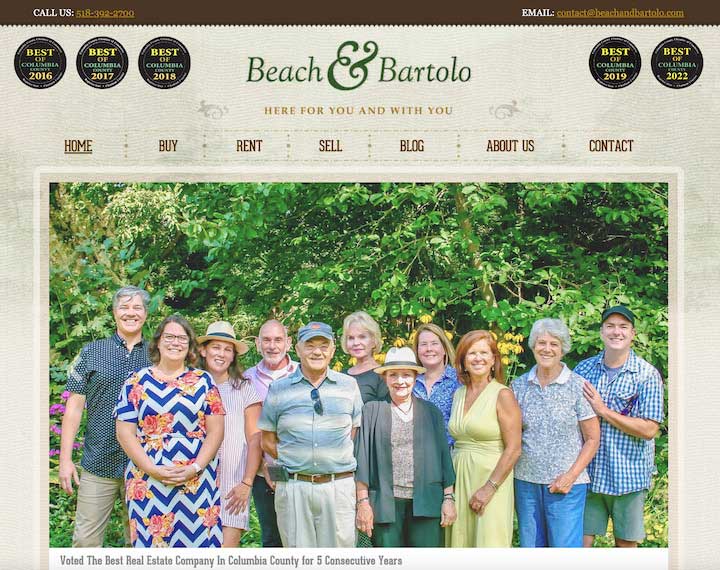 CALL US: 518-392-2700
EMAIL: contact@beachandbartolo.com
BEST OF COLUMBIA COUNTY 2016
BEST OF COLUMBIA COUNTY 2017
BEST OF COLUMBIA COUNTY 2018
Beach & Bartolo
BEST OF COLUMBIA COUNTY 2019
BEST OF COLUMBIA COUNTY 2022
HERE FOR YOU AND WITH YOU
HOME BUY RENT SELL BLOG ABOUT US CONTACT
Voted The Best Real Estate Company In Columbia County for 5 Consecutive Years